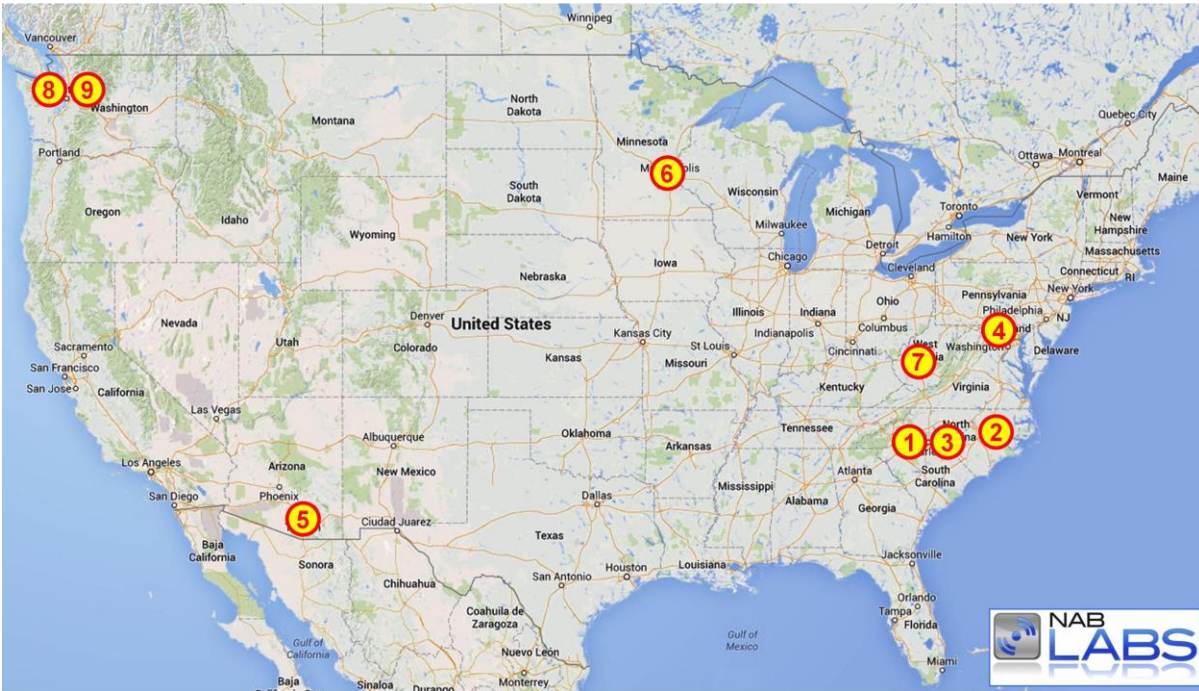 Winnipeg
Vancouver
8
9
Washington
North
Dakota
Montana
Minnesota
Quebec City
Portland
6
Ottawa
Montreal
South
Dakota
Wisconsin
Maine
Vermont
Oregon
Idaho
Wyoming
Michigan
Toronto
Milwaukee
New
Hampshire
Hamilton
New York
Detroit
Massachusetts
Iowa
Chicago
Cleveland
Connecticut
RI
Nebraska
New York
Pennsylvania
Ohio
Philadelphia
NJ
Illinois
Indiana
Denver
United States
Nevada
Utah
Columbus
4
Kansas City
Indianapolis
Washington
Sacramento
Colorado
St Louis
Cincinnati
West
Delaware
San Francisco
Kansas
Missouri
7
San Jose
California
Kentucky
Virginia
Las Vegas
Albuquerque
Oklahoma
Tennessee
North
1
3
2
Arkansas
Los Angeles
Arizona
New Mexico
Atlanta
South
Carolina
San Diego
Phoenix
Dallas
Mississippi
Alabama
Georgia
5
Ciudad Juarez
Texas
Baja
California
Sonora
Jacksonville
Houston
Louisiana
San Antonio
Chihuahua
Orlando
Coahuila de
Zaragoza
Tampa
Florida
Gulf of
California
Gulf of
Mexico
Nuevo León
Miami
Baja
Sinaloa
Durango
Monterrey
NAB
LABS